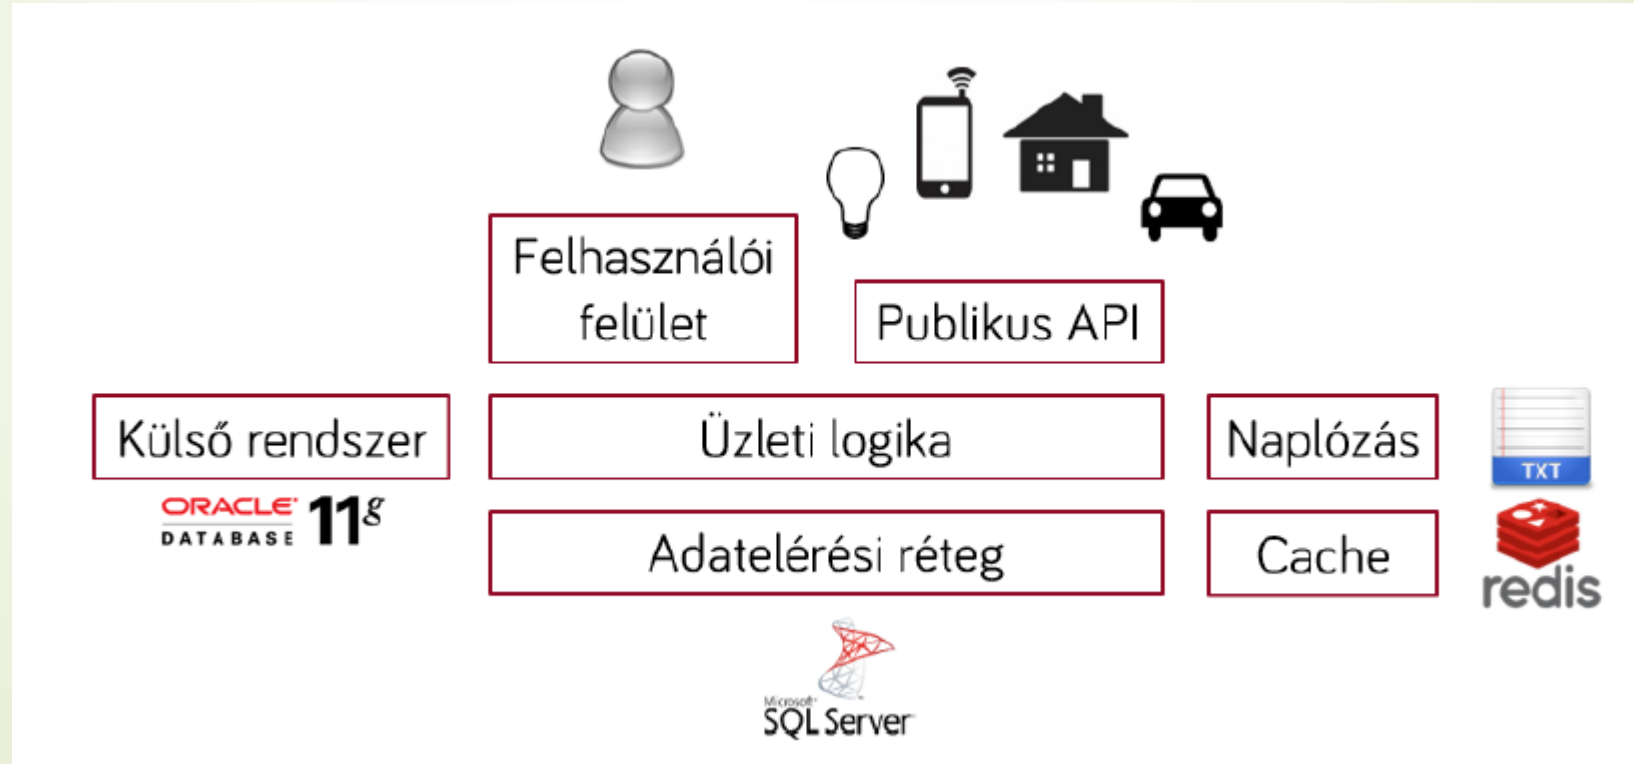 Felhasználói
felület
Publikus API
Külső rendszer
Üzleti logika
Naplózás
TXT
ORACLE
DATABASE 11g
Adatelérési réteg
Cache
redis
Microsoft
SQL Server